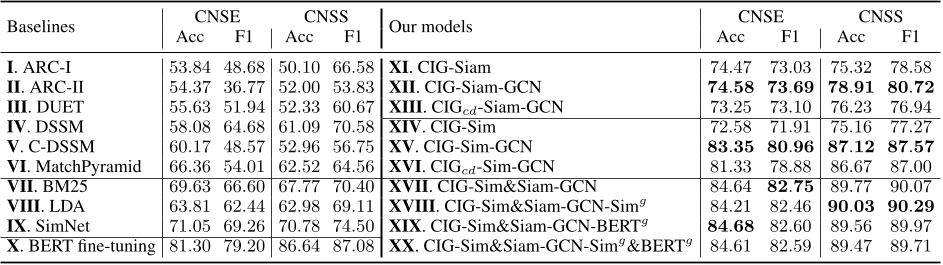 Baselines CNSE CNSS Our models CNSE CNSS
Acc F1 Acc F1 Acc F1 Acc F1
I. ARC-I 53.84 48.68 50.10 66.58 XI. CIG-Siam 74.47 73.03 75.32 78.58
II. ARC-II 54.37 36.77 52.00 53.83 XII. CIG-Siam-GCN 74.58 73.69 78.91 80.72
III. DUET 55.63 51.94 52.33 60.67 XIII. CIGcd-Siam-GCN 73.25 73.10 76.23 76.94
IV. DSSM 58.08 64.68 61.09 70.58 XIV. CIG-Sim 72.58 71.91 75.16 77.27
V. C-DSSM 60.17 48.57 52.96 56.75 XV. CIG-Sim-GCN 83.35 80.96 87.12 87.57
VI. MatchPyramid 66.36 54.01 62.52 64.56 XVI. CIGcd-Sim-GCN 81.33 78.88 86.67 87.00
VII. BM25 69.63 66.60 67.77 70.40 XVII. CIG-Sim&Siam-GCN 84.64 82.75 89.77 90.07
VIII. LDA 63.81 62.44 62.98 69.11 XVIII. CIG-Sim&Siam-GCN-Simg 84.21 82.46 90.03 90.29
IX. SimNet 71.05 69.26 70.78 74.50 XIX. CIG-Sim&Siam-GCN-BERTg 84.68 82.60 89.56 89.97
X. BERT fine-tuning 81.30 79.20 86.64 87.08 XX. CIG-Sim&Siam-GCN-Simg&BERTg 84.61 82.59 89.47 89.71